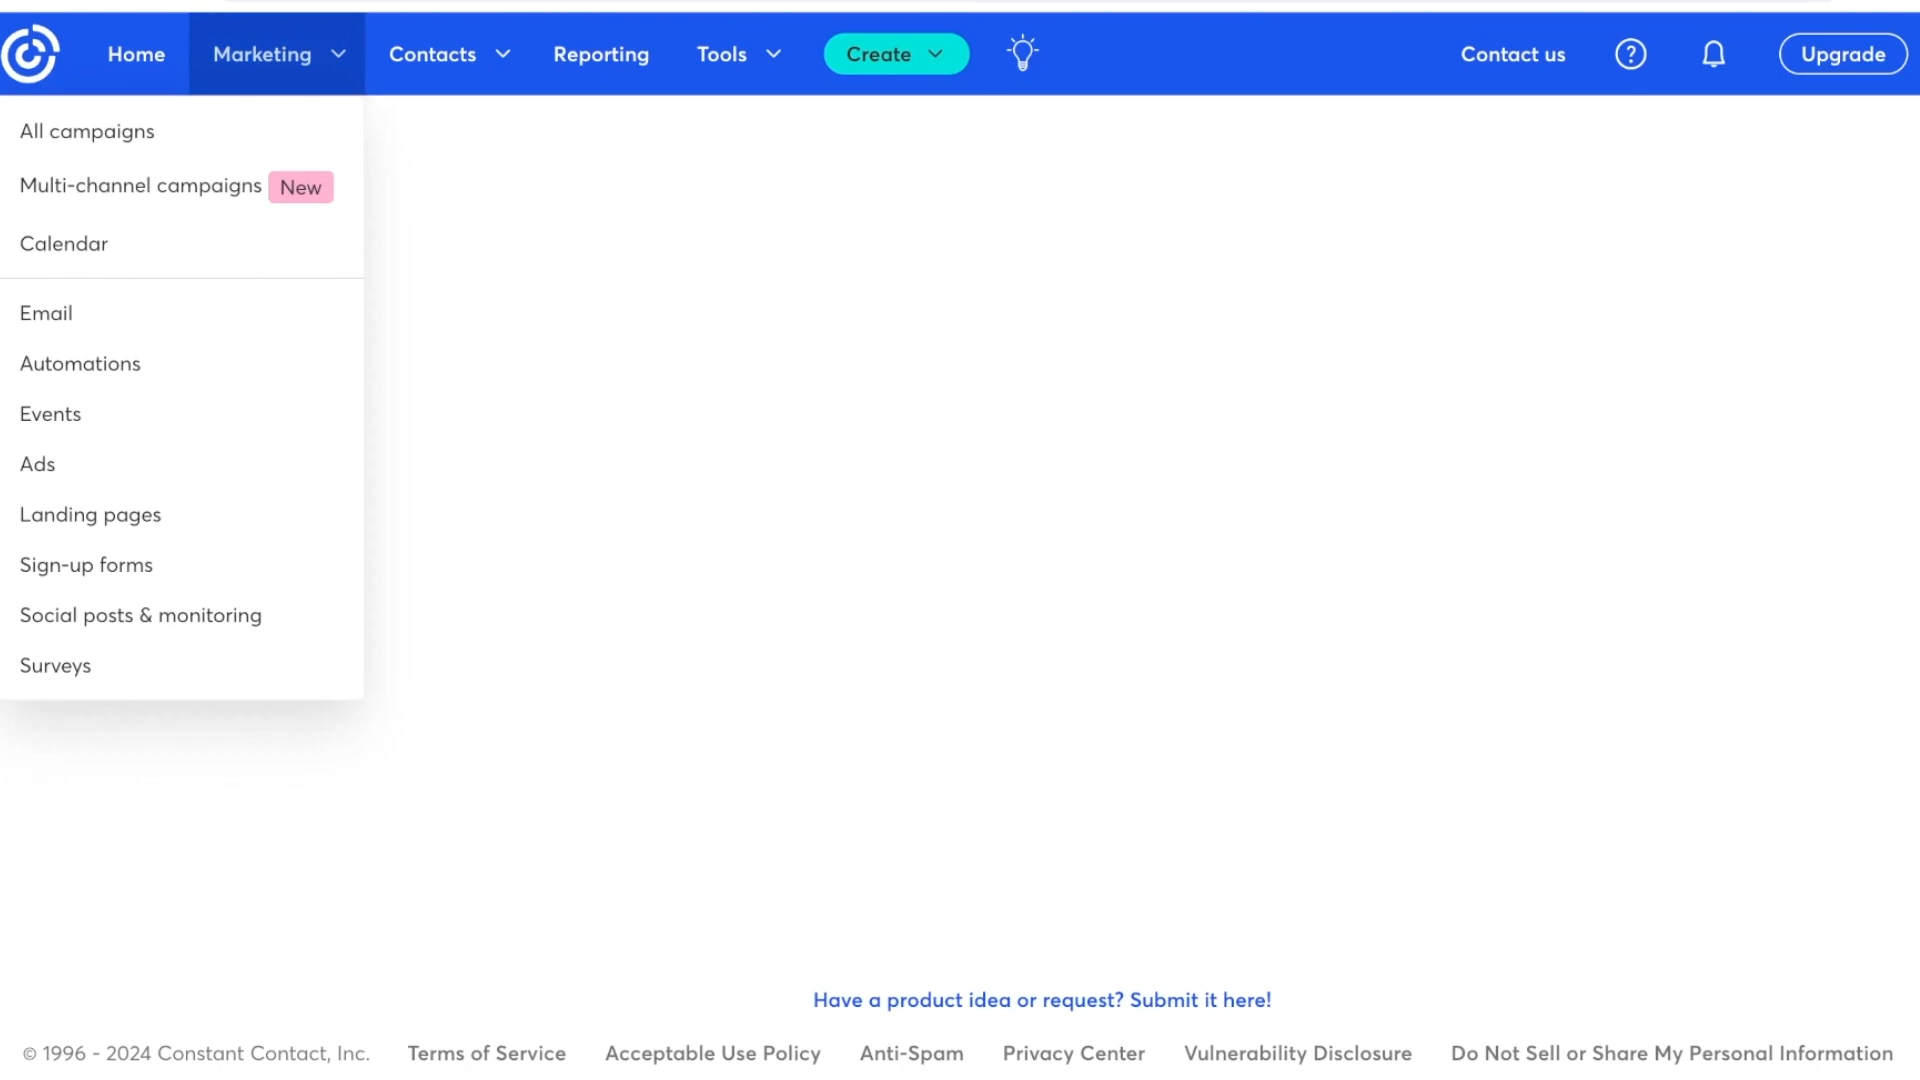 Home Marketing Contacts Reporting Tools Create Contact us ? Upgrade
All campaigns
Multi-channel campaigns New
Calendar
Email
Automations
Events
Ads
Landing pages
Sign-up forms
Social posts & monitoring
Surveys
Have a product idea or request? Submit it here!
© 1996 - 2024 Constant Contact, Inc. Terms of Service Acceptable Use Policy Anti-Spam Privacy Center Vulnerability Disclosure Do Not Sell or Share My Personal Information